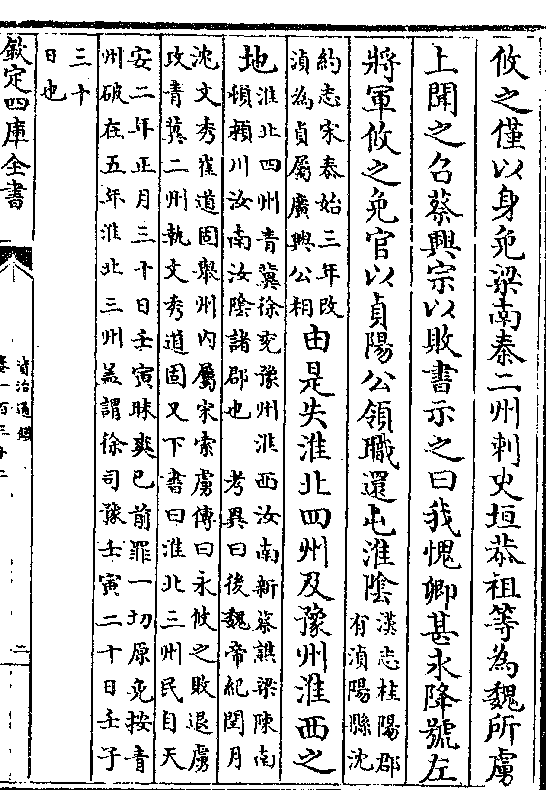 攸之僅以身免梁南秦二州刺史垣恭祖等為魏所虜
上聞之召蔡興宗以敗書示之曰我愧卿甚永降號左
將軍攸之免官以貞陽公領職還屯淮陰漢志桂陽郡
有湞陽縣沈
約志宋泰始三年改
湞為貞屬廣興公相由是失淮北四州及豫州淮西之
地淮北四州青冀徐兖豫州淮西汝南新蔡譙梁陳南
頓潁川汝南汝陰諸郡也 考異曰後魏帝紀閏月
沈文秀崔道固舉州内屬宋索虜傳曰永攸之敗退虜
攻青冀二州執文秀道固又下書曰淮北三州民自天
安二年正月三十日壬寅昧爽已前罪一切原免按青
州破在五年淮北三州葢謂徐司豫壬寅二十日壬子
三十
日也
欽定四庫全書
資治通鑑
卷一百三十二
二